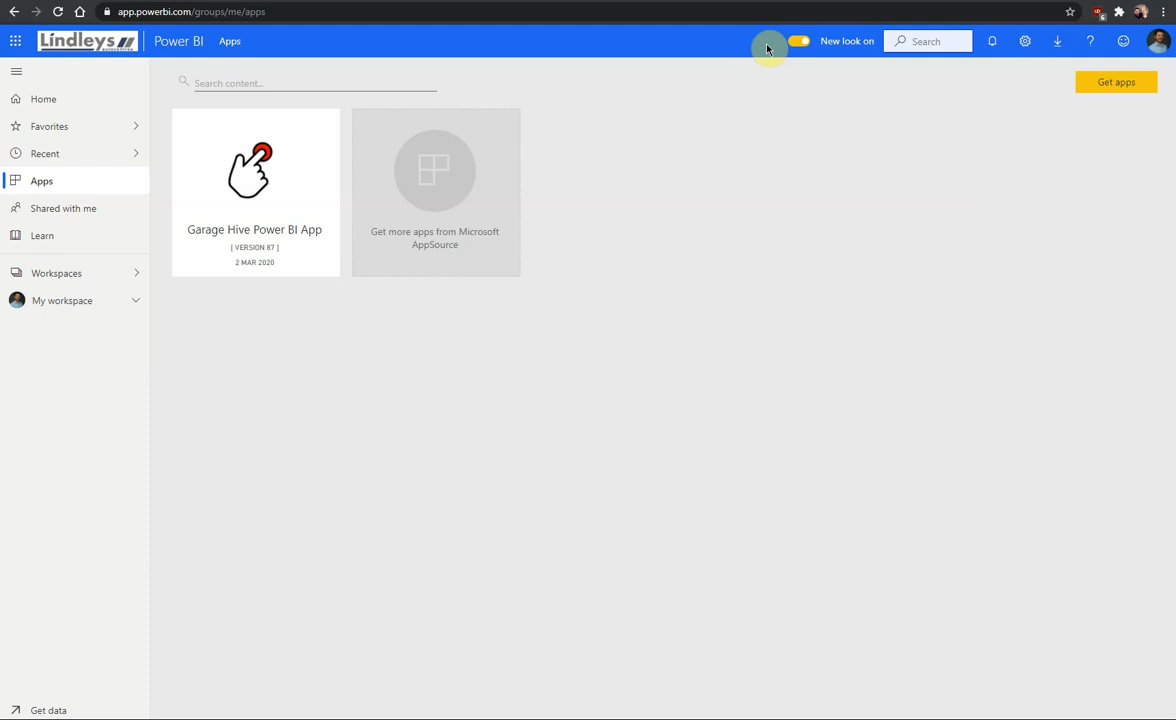 app.powerbi.com/groups/me/apps
6
Lindleys
Power BI
Apps
New look on
Search
Search content...
Get apps
Home
Favorites
Recent
Apps
Shared with me
Learn
Workspaces
My workspace
Garage Hive Power BI App
[ VERSION 87 ]
2 MAR 2020
Get more apps from Microsoft
AppSource
Get data